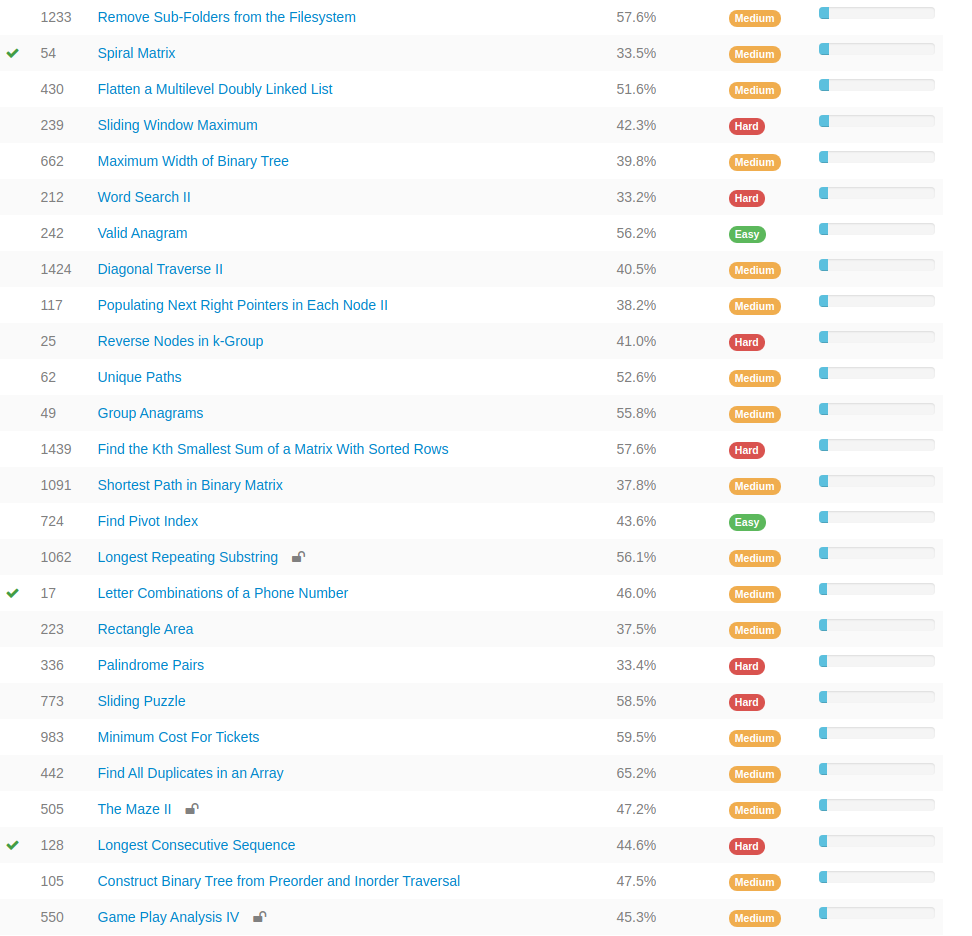 1233 Remove Sub-Folders from the Filesystem 57.6% Medium
54 Spiral Matrix 33.5% Medium
430 Flatten a Multilevel Doubly Linked List 51.6% Medium
239 Sliding Window Maximum 42.3% Hard
662 Maximum Width of Binary Tree 39.8% Medium
212 Word Search II 33.2% Hard
242 Valid Anagram 56.2% Easy
1424 Diagonal Traverse II 40.5% Medium
117 Populating Next Right Pointers in Each Node II 38.2% Medium
25 Reverse Nodes in k-Group 41.0% Hard
62 Unique Paths 52.6% Medium
49 Group Anagrams 55.8% Medium
1439 Find the Kth Smallest Sum of a Matrix With Sorted Rows 57.6% Hard
1091 Shortest Path in Binary Matrix 37.8% Medium
724 Find Pivot Index 43.6% Easy
1062 Longest Repeating Substring 56.1% Medium
17 Letter Combinations of a Phone Number 46.0% Medium
223 Rectangle Area 37.5% Medium
336 Palindrome Pairs 33.4% Hard
773 Sliding Puzzle 58.5% Hard
983 Minimum Cost For Tickets 59.5% Medium
442 Find All Duplicates in an Array 65.2% Medium
505 The Maze II 47.2% Medium
128 Longest Consecutive Sequence 44.6% Hard
105 Construct Binary Tree from Preorder and Inorder Traversal 47.5% Medium
550 Game Play Analysis IV 45.3% Medium